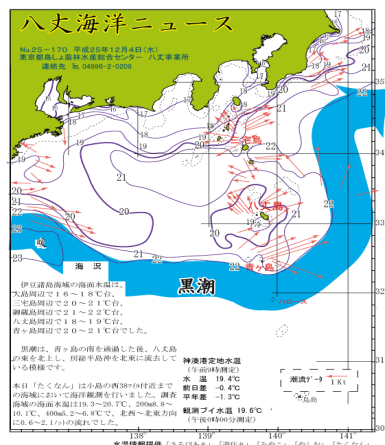 八丈海洋ニュース
No.25-170 平成25年12月4日(水)
東京都島しょ農林水産総合センター 八丈事業所
連絡先 ℡ 04996-2-0209
三宅島
八丈島
青ヶ島
黒潮
海 況
伊豆諸島海域の海面水温は、
大島周辺で16~18℃台、
三宅島周辺で20~21℃台、
御蔵島周辺で21~22℃台、
八丈島周辺で18~19℃台、
青ヶ島周辺で20~21℃台でした。
黒潮は、青ヶ島の南を通過した後、八丈島
の東を北上し、房総半島沖を北東に流去して
いる模様です。
本日「たくなん」は小島の西38マイル付近まで
の海域において海洋観測を行いました。調査
海域の海面水温は19.3~20.7℃、200m8.8~
10.1℃、400m5.2~6.8℃で、北西~北東方向
に0.6~2.1ノットの流れでした。
神湊港定地水温
(午前9時測定)
水 温 19.4℃
前日差 -0.4℃
平年差 -1.3℃
観測ブイ水温 19.6℃
(午後0時00分測定)
潮流データ
1 Kt
鳥島
138° 139° 140° 141°
35
34
33
32
31
30